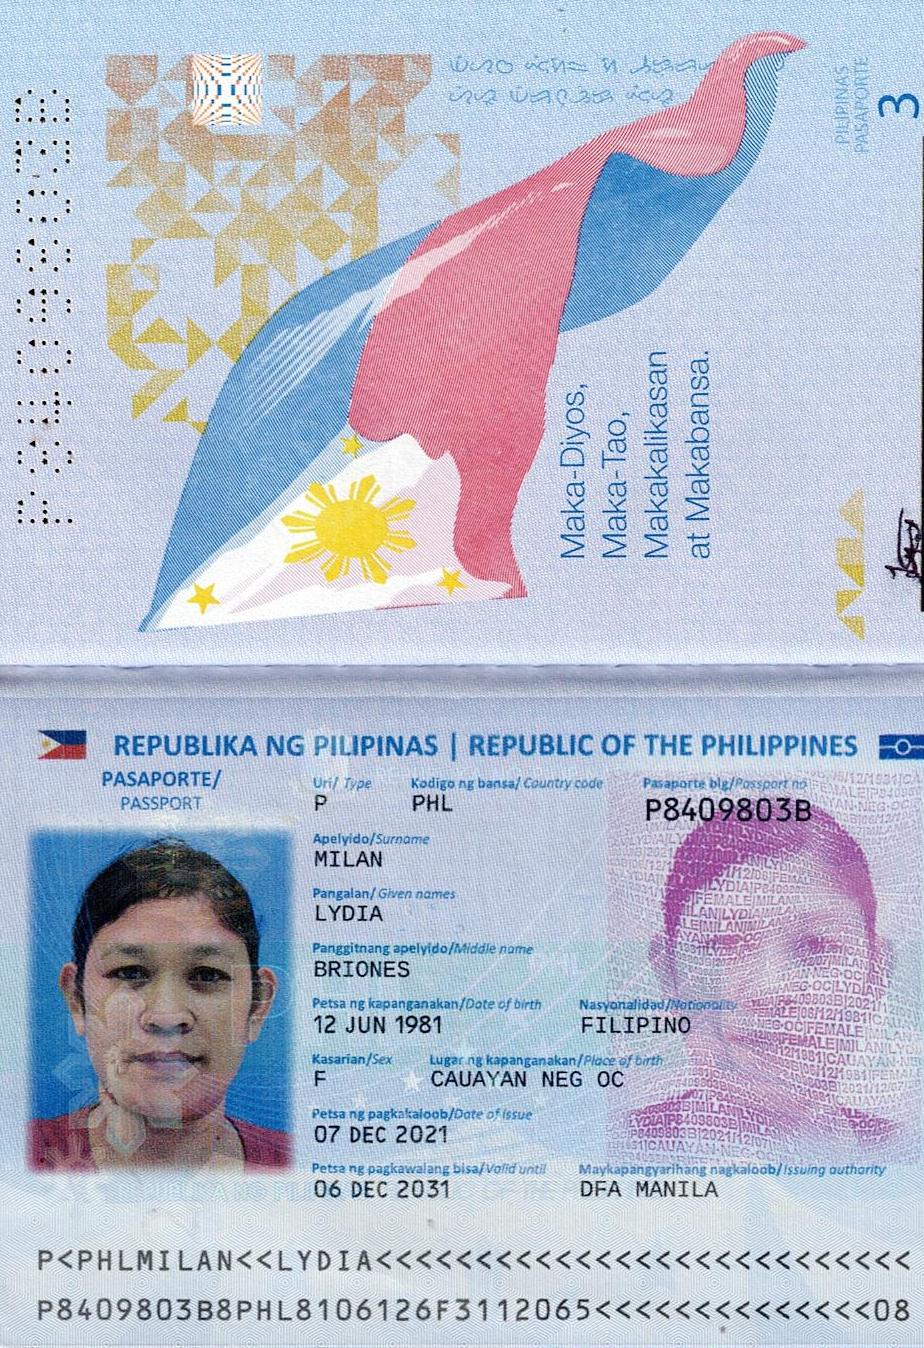 P8409803B
PILIPINAS
PASAPORTE
3
Maka-Diyos,
Maka-Tao,
Makakalikasan
at Makabansa.
REPUBLIKA NG PILIPINAS | REPUBLIC OF THE PHILIPPINES
PASAPORTE/
PASSPORT
Uri/ Type Kodigo ng bansa/ Country code Pasaporte blg/Passport no
P PHL P8409803B
Apelyido/Surname
MILAN
Pangalan/ Given names
LYDIA
Panggitnang apelyido/Middle name
BRIONES
Petsa ng kapanganakan/Date of birth Nasyonalidad/Nationality
12 JUN 1981 FILIPINO
Kasarian/Sex Lugar ng kapanganakan/Place of birth
F CAUAYAN NEG OC
Petsa ng pagkakaloob/Date of issue
07 DEC 2021
Petsa ng pagkawalang bisa/Valid until Maykapangyarihang nagkaloob/Issuing authority
06 DEC 2031 DFA MANILA
P<PHLMILAN<<LYDIA<<<<<<<<<<<<<<<<<<<<<<<<<<<
P8409803B8PHL8106126F3112065<<<<<<<<<<<<<<08